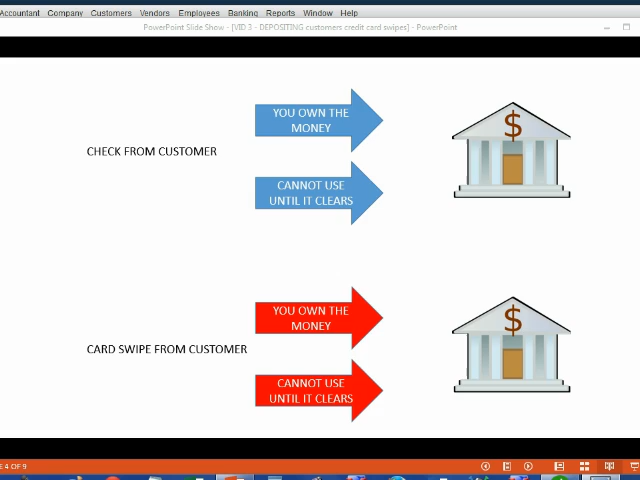 Accountant Company Customers Vendors Employees Banking Reports Window Help
PowerPoint Slide Show - [VID 3 - DEPOSITING customers credit card swipes] - PowerPoint
YOU OWN THE
MONEY
$
CHECK FROM CUSTOMER
CANNOT USE
UNTIL IT CLEARS
YOU OWN THE
MONEY
$
CARD SWIPE FROM CUSTOMER
CANNOT USE
UNTIL IT CLEARS
E 4 OF 9